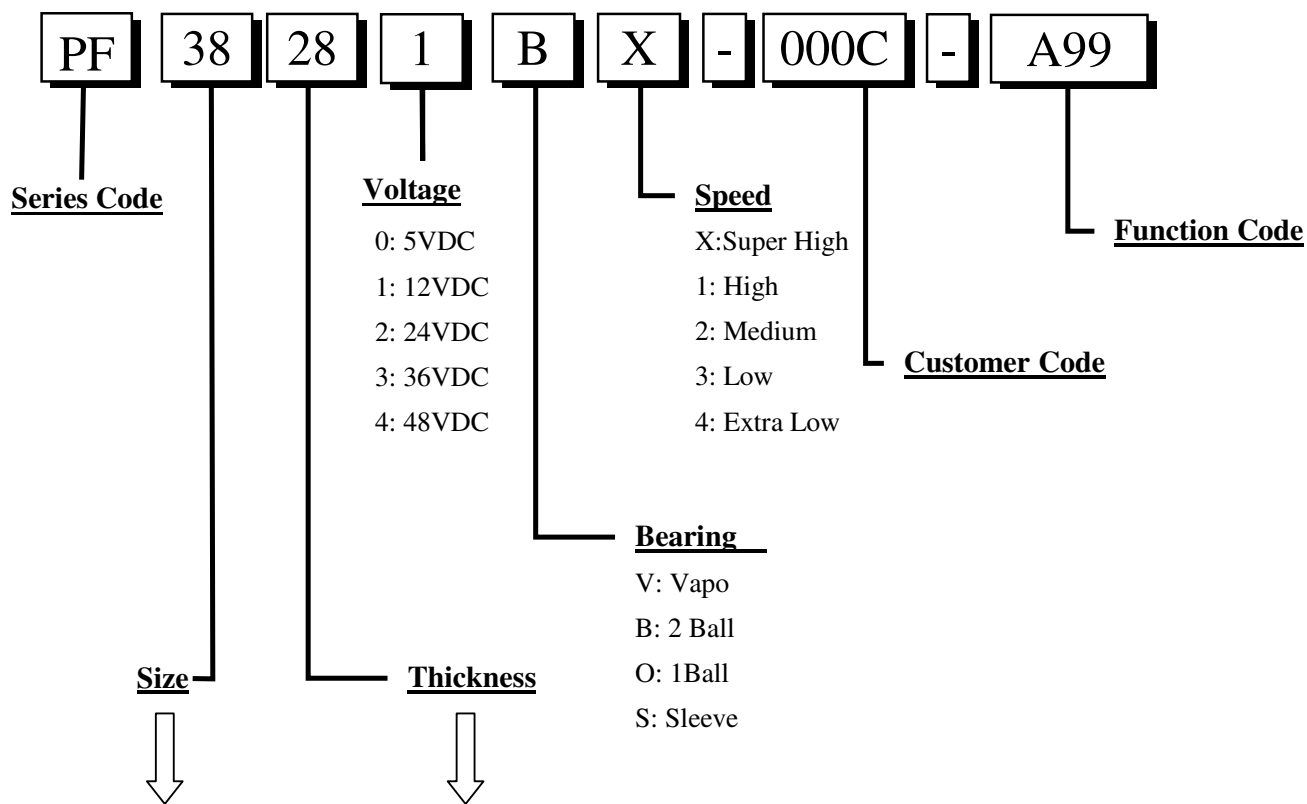 PF 38 28 1 B X - 000C - A99
Series Code
Voltage
0: 5VDC
1: 12VDC
2: 24VDC
3: 36VDC
4: 48VDC
Speed
X:Super High
1: High
2: Medium
3: Low
4: Extra Low
Function Code
Customer Code
Bearing
V: Vapo
B: 2 Ball
O: 1Ball
S: Sleeve
Size
Thickness